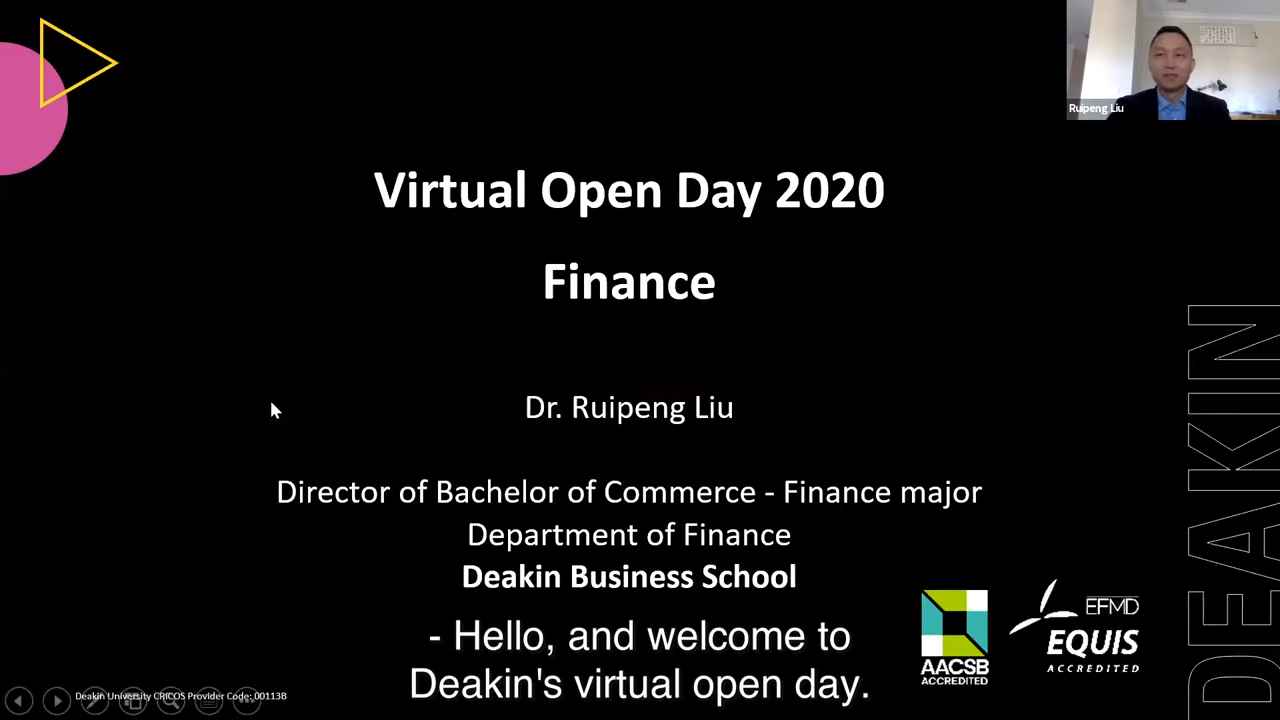 Ruipeng Liu
Virtual Open Day 2020
Finance
Dr. Ruipeng Liu
Director of Bachelor of Commerce - Finance major
Department of Finance
Deakin Business School
- Hello, and welcome to
Deakin's virtual open day.
AACSB
ACCREDITED
EFMD
EQUIS
ACCREDITED
DEAKIN
Deakin University CRICOS Provider Code: 00113B